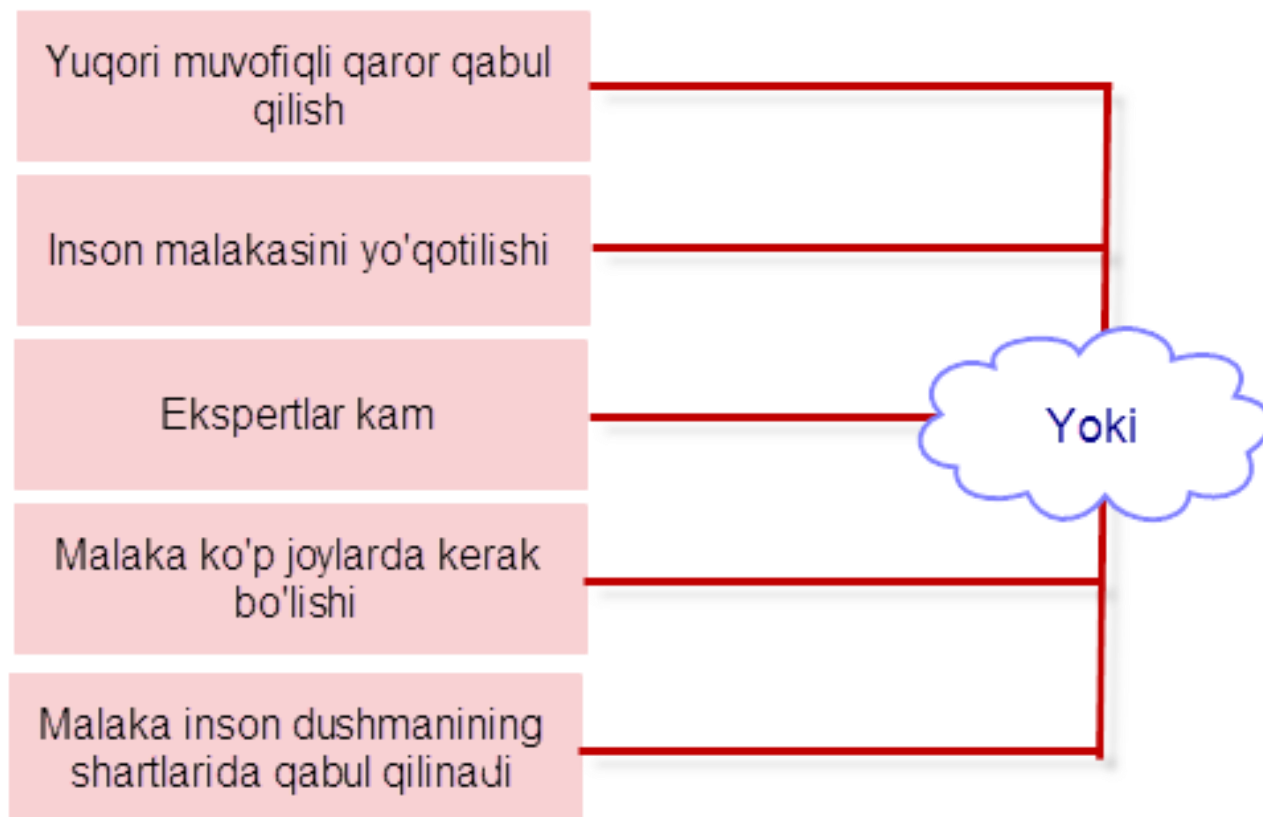 Yuqori muvofiqli qaror qabul
qilish
Inson malakasini yo'qotilishi
Ekspertlar kam
Yoki
Malaka ko'p joylarda kerak
bo'lishi
Malaka inson dushmanining
shartlarida qabul qilinadi